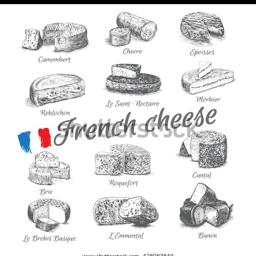 Camembert
Chevre
Epoisses
Reblochon
Le Saint-Nectaire
Morbier
French cheese
Brie
Roquefort
Cantal
Le Brebis Basque
L'Emmental
Banon